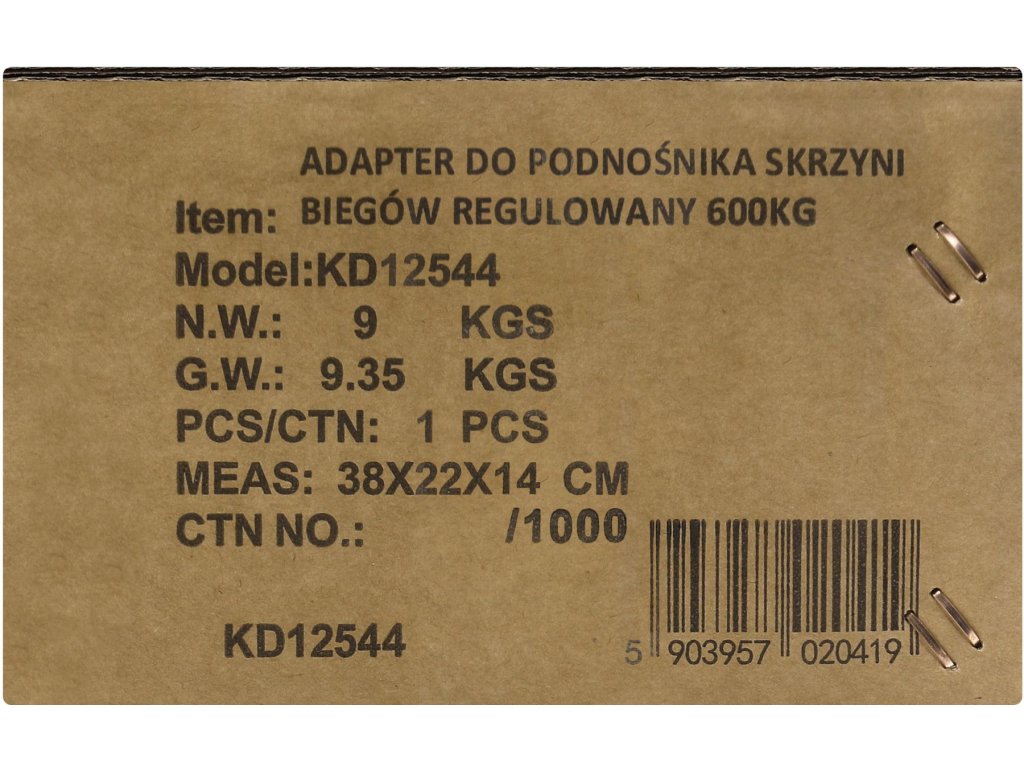 ADAPTER DO PODNOŚNIKA SKRZYNI
Item: BIEGÓW REGULOWANY 600KG
Model:KD12544
N.W.: 9 KGS
G.W.: 9.35 KGS
PCS/CTN: 1 PCS
MEAS: 38X22X14 CM
CTN NO.: /1000
KD12544
5 903957 020419